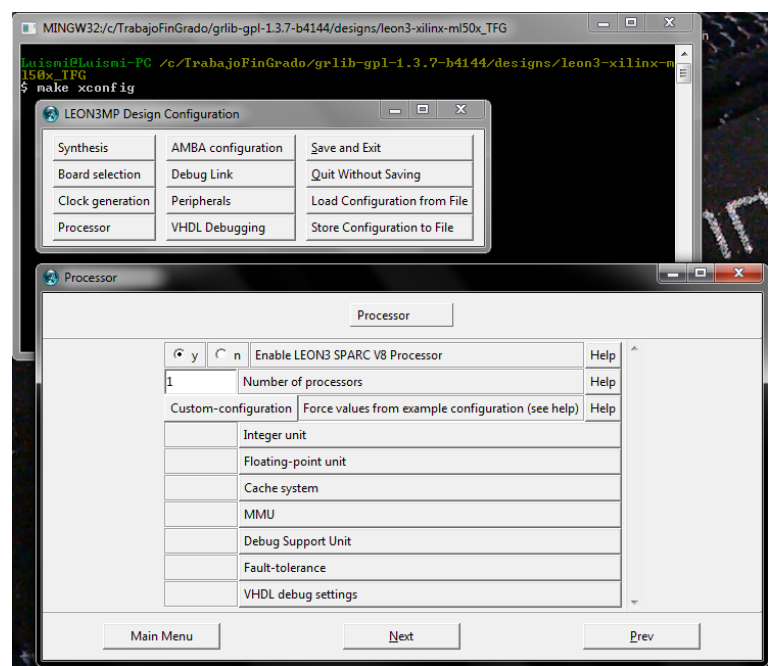 MINGW32:/c/TrabajoFinGrado/grlib-gpl-1.3.7-b4144/designs/leon3-xilinx-ml50x_TFG
Luismi@Luismi-PC /c/TrabajoFinGrado/grlib-gpl-1.3.7-b4144/designs/leon3-xilinx-m
l50x_TFG
$ make xconfig
LEON3MP Design Configuration
Synthesis AMBA configuration Save and Exit
Board selection Debug Link Quit Without Saving
Clock generation Peripherals Load Configuration from File
Processor VHDL Debugging Store Configuration to File
Processor
Processor
y n Enable LEON3 SPARC V8 Processor Help
1 Number of processors Help
Custom-configuration Force values from example configuration (see help) Help
Integer unit
Floating-point unit
Cache system
MMU
Debug Support Unit
Fault-tolerance
VHDL debug settings
Main Menu Next Prev